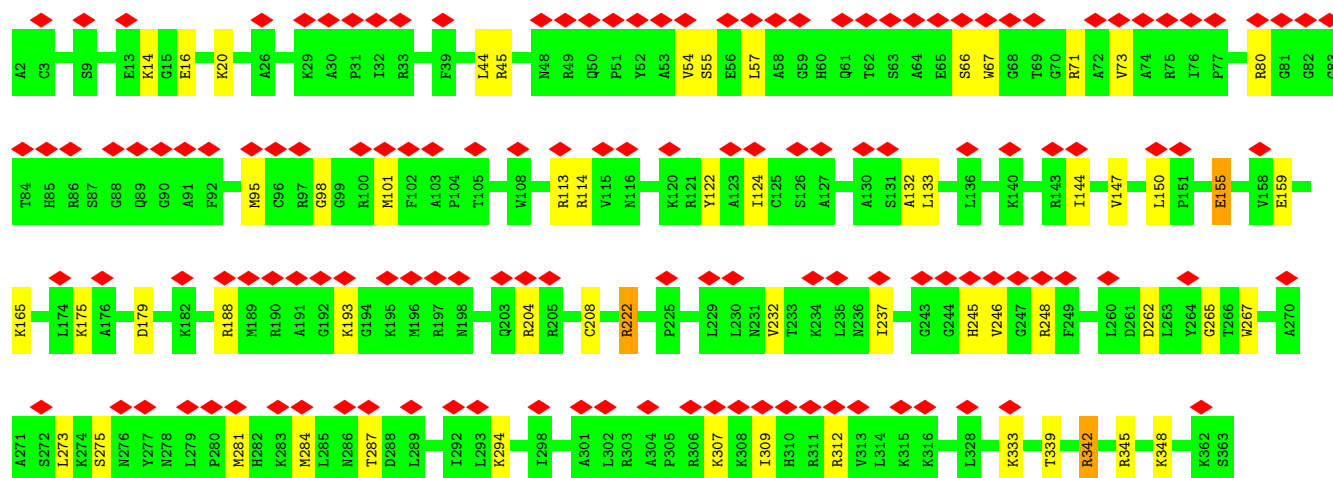 A2 C3 S9 E13 K14 G15 E16 K20 A26 K29 A30 P31 I32 R33 F39 L44 R45 N48 R49 Q50 P51 Y52 A53 V54 S55 E56 L57 A58 G59 H60 Q61 T62 S63 A64 E65 S66 W67 G68 T69 G70 R71 A72 V73 A74 R75 I76 P77 R80 G81 G82 G83
T84 H85 R86 S87 G88 Q89 G90 A91 F92 M95 C96 R97 G98 G99 R100 M101 F102 A103 P104 T105 W108 R113 R114 V115 N116 K120 R121 Y122 A123 I124 C125 S126 A127 A130 S131 A132 L133 L136 K140 R143 I144 V147 L150 P151 E155 V158 E159
K165 L174 K175 A176 D179 K182 R188 M189 R190 A191 G192 K193 G194 K195 M196 R197 N198 Q203 R204 R205 C208 R222 P225 L229 L230 N231 V232 T233 K234 L235 N236 I237 G243 G244 H245 V246 G247 R248 F249 L260 D261 D262 L263 Y264 G265 T266 W267 A270
A271 S272 L273 K274 S275 N276 Y277 N278 L279 P280 M281 H282 K283 M284 L285 N286 T287 D288 L289 I292 L293 K294 I298 A301 L302 R303 A304 P305 R306 K307 K308 I309 H310 R311 R312 V313 L314 K315 K316 L328 K333 T339 R342 R345 K348 K362 S363